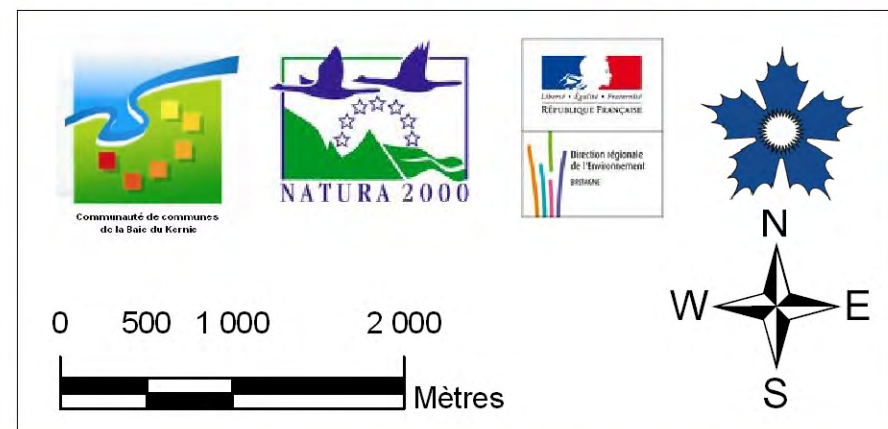 Communauté de communes
de la Baie du Kernic
NATURA 2000
Liberté • Égalité • Fraternité
RÉPUBLIQUE FRANÇAISE
Direction régionale
de l'Environnement
BRETAGNE
N
W E
S
0 500 1 000 2 000
Mètres